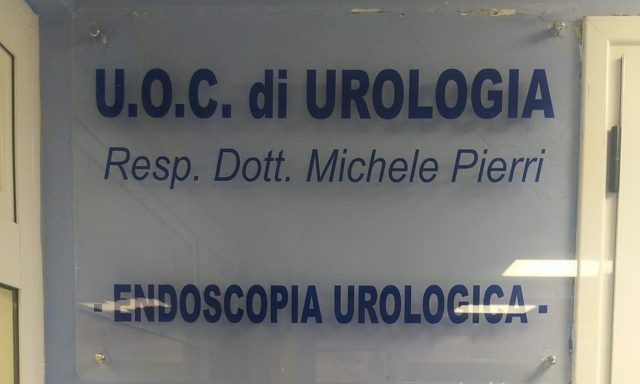 U.O.C. di UROLOGIA
Resp. Dott. Michele Pierri
- ENDOSCOPIA UROLOGICA -